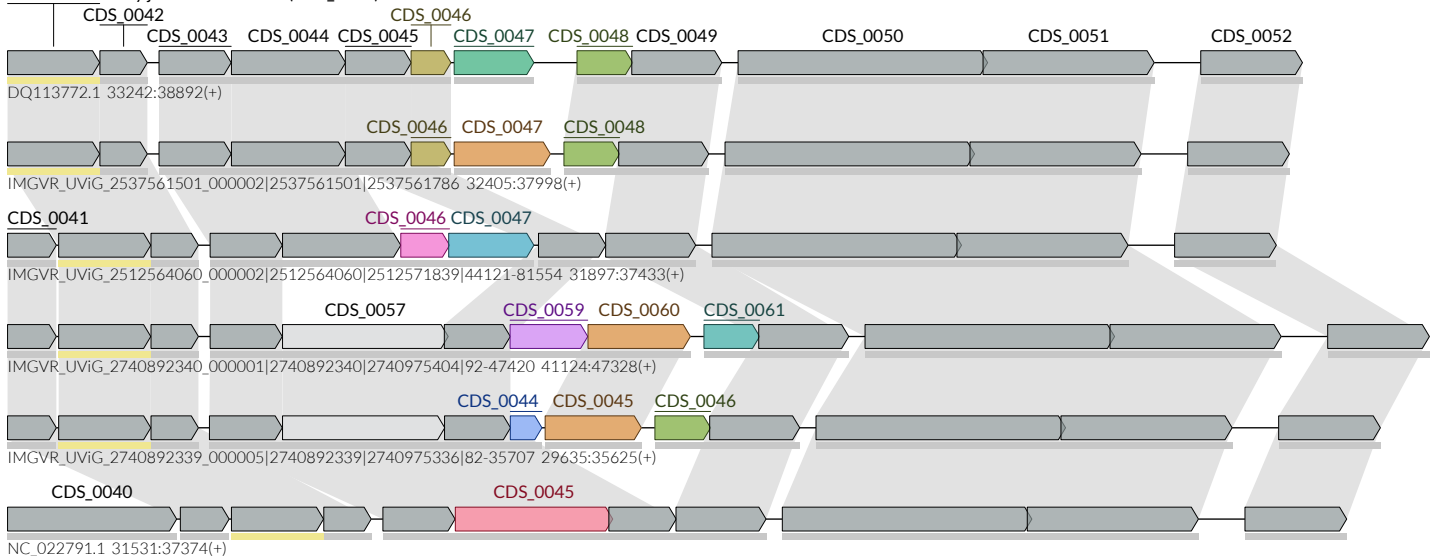 CDS_0042 CDS_0046
CDS_0043 CDS_0044 CDS_0045 CDS_0047 CDS_0048 CDS_0049 CDS_0050 CDS_0051 CDS_0052
DQ113772.1 33242:38892(+)
CDS_0046 CDS_0047 CDS_0048
IMGVR_UViG_2537561501_000002|2537561501|2537561786 32405:37998(+)
CDS_0041 CDS_0046 CDS_0047
IMGVR_UViG_2512564060_000002|2512564060|2512571839|44121-81554 31897:37433(+)
CDS_0057 CDS_0059 CDS_0060 CDS_0061
IMGVR_UViG_2740892340_000001|2740892340|2740975404|92-47420 41124:47328(+)
CDS_0044 CDS_0045 CDS_0046
IMGVR_UViG_2740892339_000005|2740892339|2740975336|82-35707 29635:35625(+)
CDS_0040 CDS_0045
NC_022791.1 31531:37374(+)